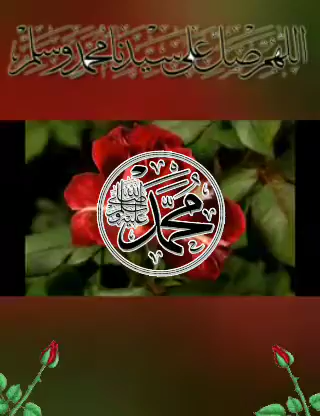 اللهم صل على سيدنا محمد وسلم
محمد
صلى الله عليه وسلم